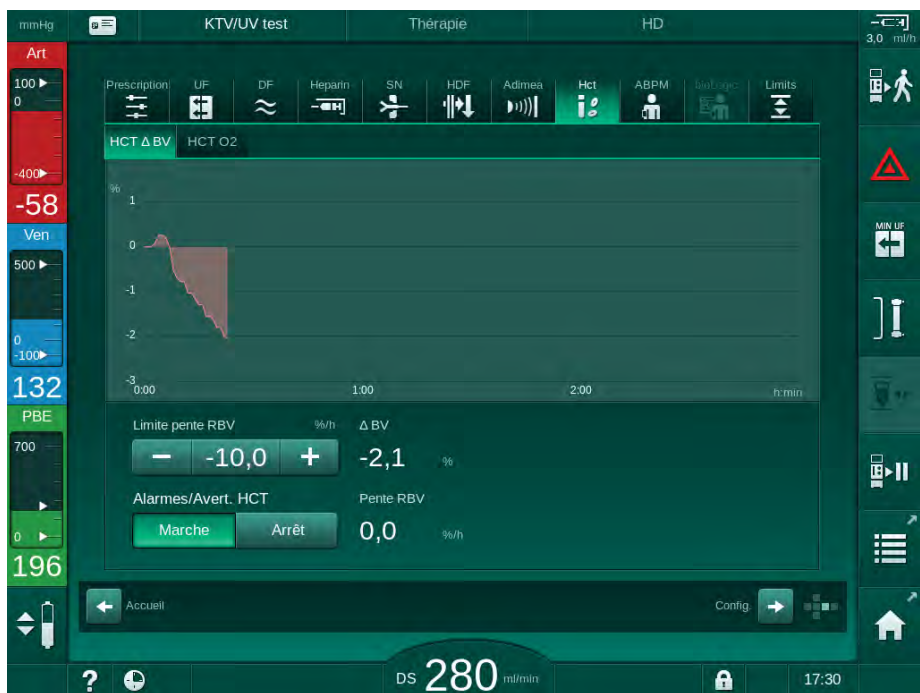 mmHg KTV/UV test Thérapie HD 3,0 ml/h
Art
100
0
-400
-58
Ven
500
0
-100
132
PBE
700
0
196
Prescription UF DF Heparin SN HDF Adimea Hct ABPM bioLogic Limits
HCT Δ BV HCT O2
%
1
0
-1
-2
-3
0:00 1:00 2:00 h:min
Limite pente RBV %/h Δ BV
− -10,0 + -2,1 %
Alarmes/Avert. HCT Pente RBV
Marche Arrêt 0,0 %/h
Accueil Config.
MIN UF
? DS 280 ml/min 17:30